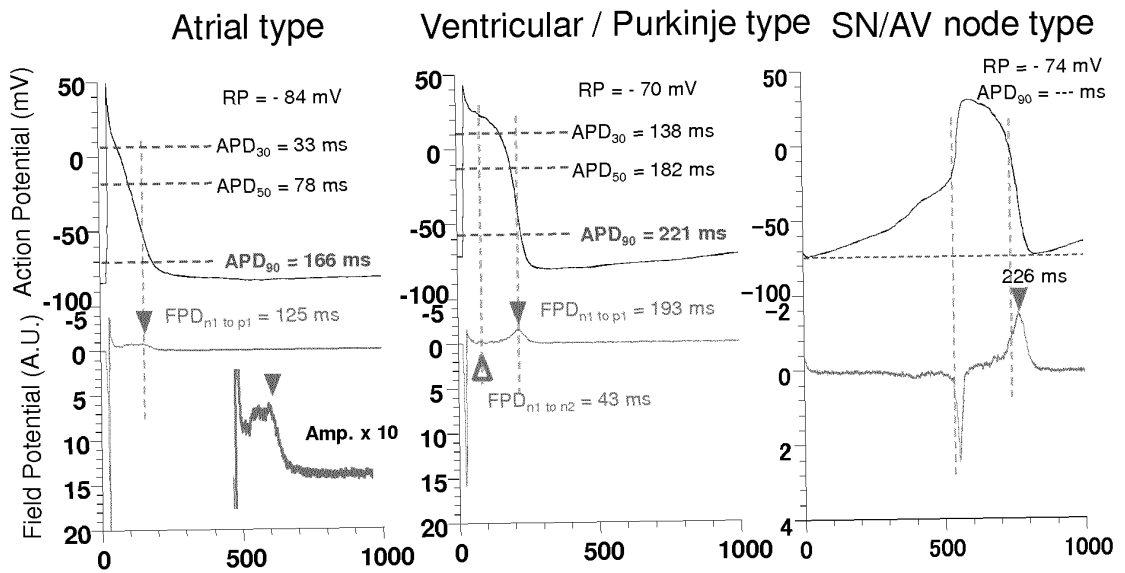 Atrial type
Ventricular / Purkinje type
SN/AV node type
Action Potential (mV)
Field Potential (A.U.)
50
0
-50
-100
-5
0
5
10
15
20
0
500
1000
RP = - 84 mV
APD30 = 33 ms
APD50 = 78 ms
APD90 = 166 ms
FPDn1 to p1 = 125 ms
Amp. x 10
50
0
-50
-100
-5
0
5
10
15
20
0
500
1000
RP = - 70 mV
APD30 = 138 ms
APD50 = 182 ms
APD90 = 221 ms
FPDn1 to p1 = 193 ms
FPDn1 to n2 = 43 ms
50
0
-50
-100
-2
0
2
4
0
500
1000
RP = - 74 mV
APD90 = --- ms
226 ms